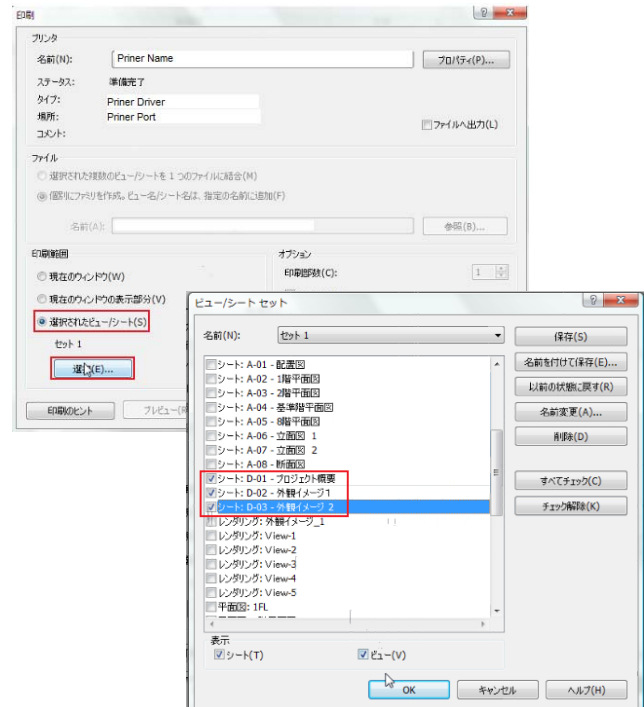 印刷
プリンタ
名前(N): Priner Name プロパティ(P)...
ステータス: 準備完了
タイプ: Priner Driver
場所: Priner Port
コメント: ファイルへ出力(L)
ファイル
選択された複数のビュー/シートを 1 つのファイルに結合(M)
個別にファミリを作成。ビュー名/シート名は、指定の名前に追加(F)
名前(A): 参照(B)...
印刷範囲
現在のウィンドウ(W)
現在のウィンドウの表示部分(V)
選択されたビュー/シート(S)
セット 1
選(E)...
オプション
印刷部数(C): 1
印刷のヒント プレビュー(R
ビュー/シート セット
名前(N): セット 1
シート: A-01 - 配置図
シート: A-02 - 1階平面図
シート: A-03 - 2階平面図
シート: A-04 - 基準階平面図
シート: A-05 - 8階平面図
シート: A-06 - 立面図 1
シート: A-07 - 立面図 2
シート: A-08 - 断面図
シート: D-01 - プロジェクト概要
シート: D-02 - 外観イメージ1
シート: D-03 - 外観イメージ 2
レンダリング: 外観イメージ_1
レンダリング: View-1
レンダリング: View-2
レンダリング: View-3
レンダリング: View-4
レンダリング: View-5
平面図: 1FL
保存(S)
名前を付けて保存(E)...
以前の状態に戻す(R)
名前変更(A)...
削除(D)
すべてチェック(C)
チェック解除(K)
表示
シート(T) ビュー(V)
OK キャンセル ヘルプ(H)